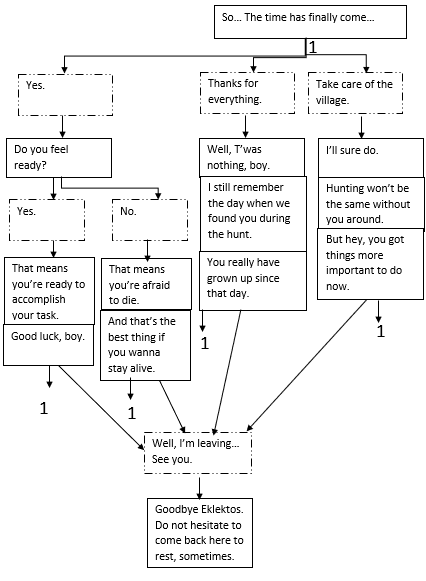 So... The time has finally come...
1
Yes.
Thanks for
everything.
Take care of the
village.
Do you feel
ready?
Well, T'was
nothing, boy.
I'll sure do.
I still remember
the day when we
found you during
the hunt.
Hunting won't be
the same without
you around.
Yes.
No.
But hey, you got
things more
important to do
now.
You really have
grown up since
that day.
That means
you're ready to
accomplish
your task.
That means
you're afraid
to die.
Good luck, boy.
And that's the
best thing if
you wanna
stay alive.
1
1
1
1
Well, I'm leaving...
See you.
Goodbye Eklektos.
Do not hesitate to
come back here to
rest, sometimes.